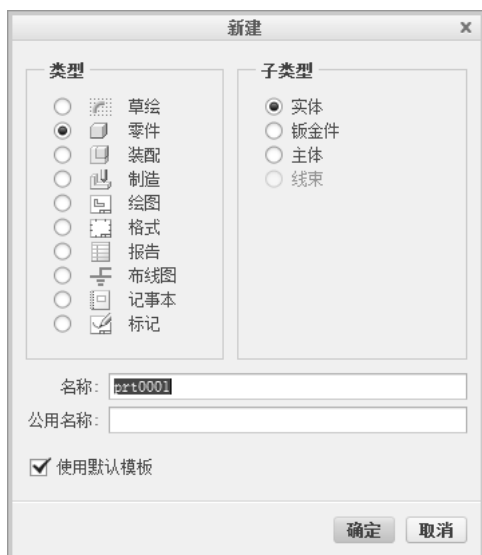 新建
类型
草绘
零件
装配
制造
绘图
格式
报告
布线图
记事本
标记
子类型
实体
钣金件
主体
线束
名称: prt0001
公用名称:
使用默认模板
确定 取消